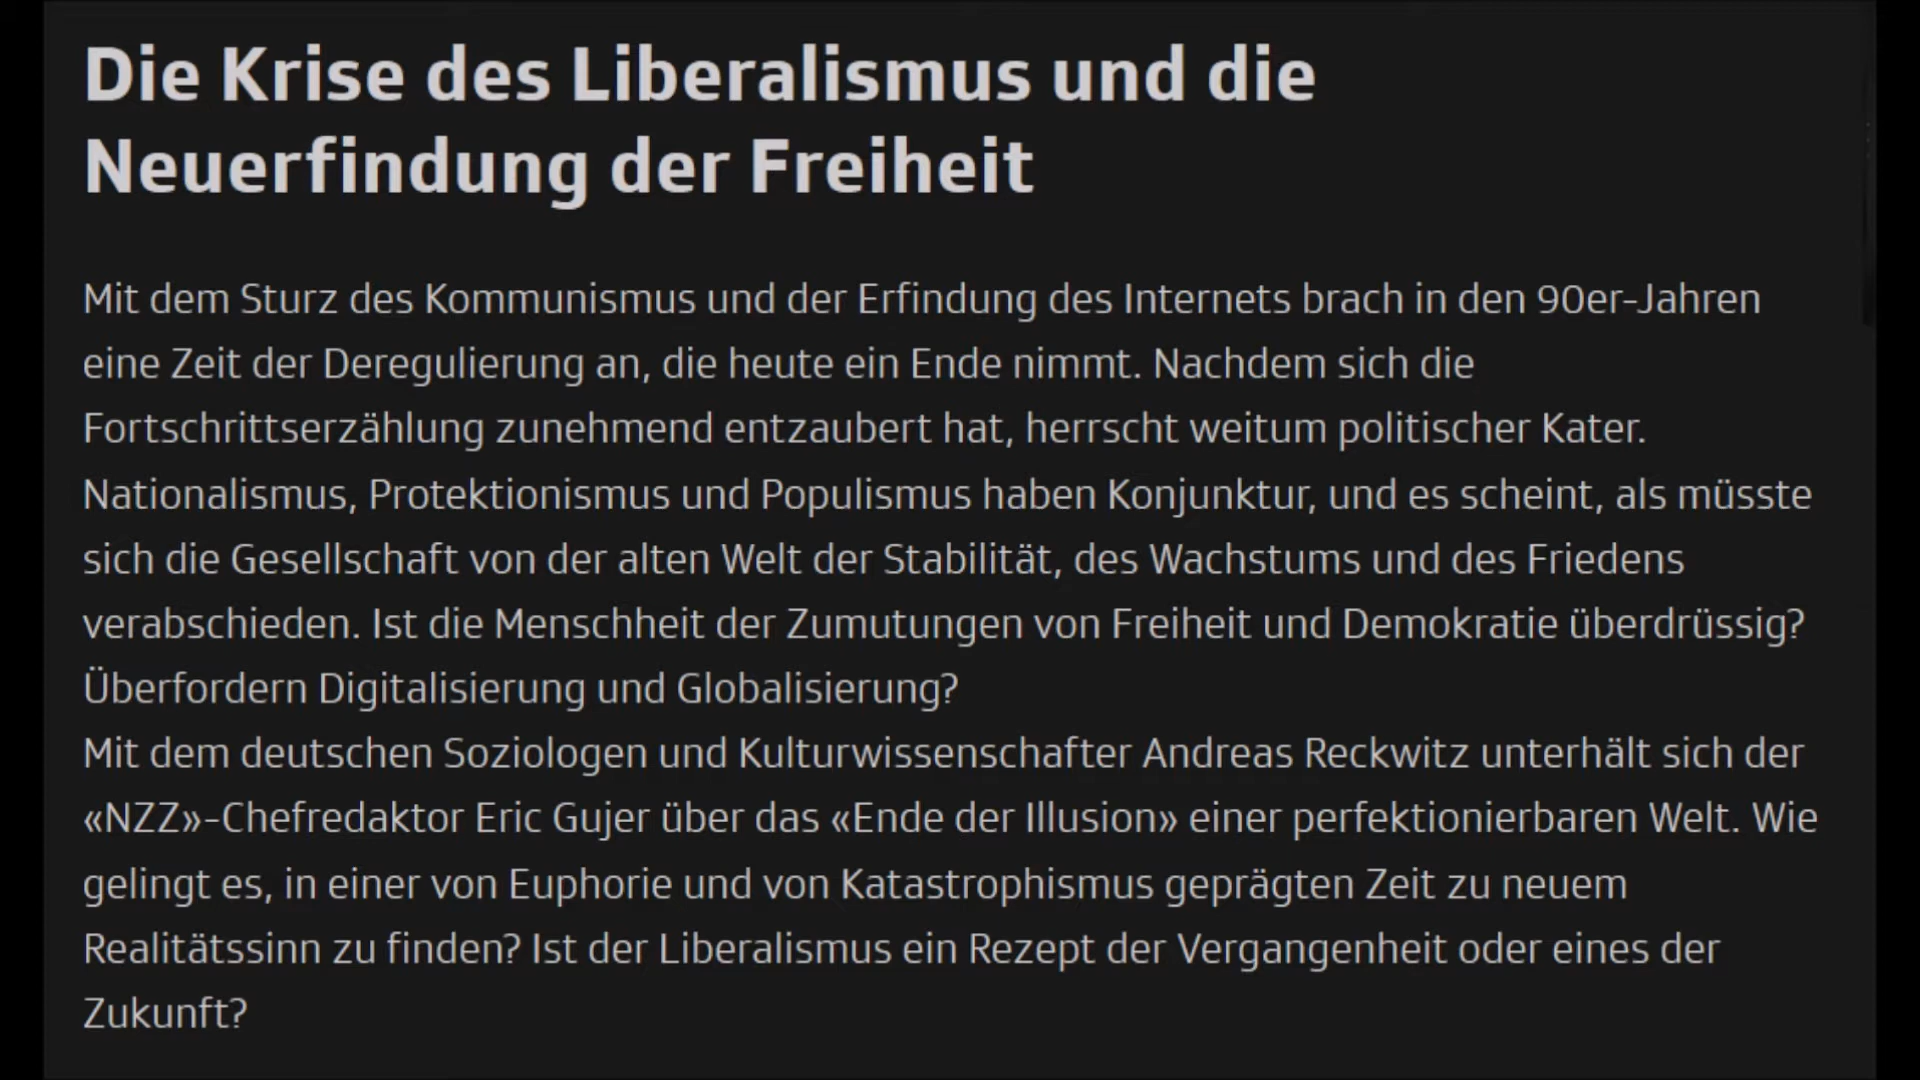 Die Krise des Liberalismus und die
Neuerfindung der Freiheit
Mit dem Sturz des Kommunismus und der Erfindung des Internets brach in den 90er-Jahren
eine Zeit der Deregulierung an, die heute ein Ende nimmt. Nachdem sich die
Fortschrittserzählung zunehmend entzaubert hat, herrscht weitum politischer Kater.
Nationalismus, Protektionismus und Populismus haben Konjunktur, und es scheint, als müsste
sich die Gesellschaft von der alten Welt der Stabilität, des Wachstums und des Friedens
verabschieden. Ist die Menschheit der Zumutungen von Freiheit und Demokratie überdrüssig?
Überfordern Digitalisierung und Globalisierung?
Mit dem deutschen Soziologen und Kulturwissenschafter Andreas Reckwitz unterhält sich der
«NZZ»-Chefredaktor Eric Gujer über das «Ende der Illusion» einer perfektionierbaren Welt. Wie
gelingt es, in einer von Euphorie und von Katastrophismus geprägten Zeit zu neuem
Realitätssinn zu finden? Ist der Liberalismus ein Rezept der Vergangenheit oder eines der
Zukunft?